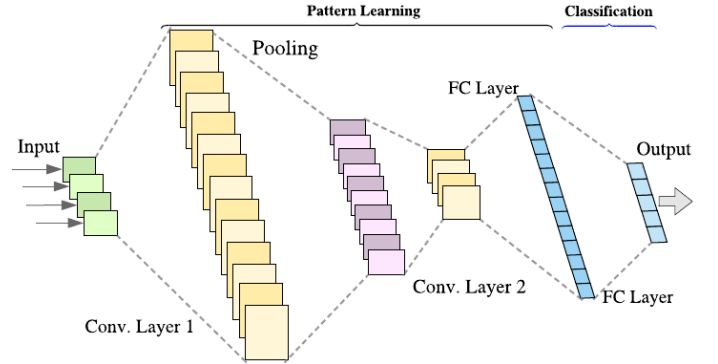 Pattern Learning
Classification
Pooling
FC Layer
Input
Output
Conv. Layer 1
Conv. Layer 2
FC Layer